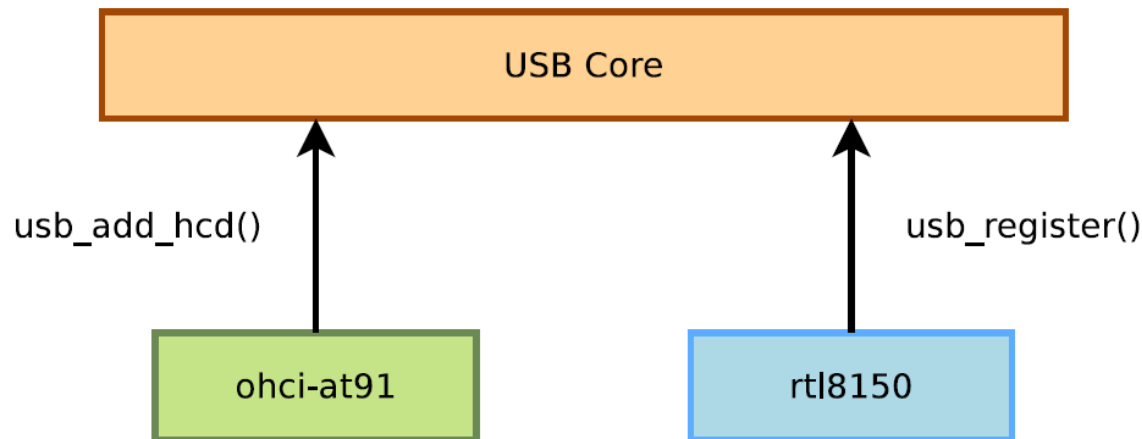 USB Core
usb_add_hcd()
usb_register()
ohci-at91
rtl8150